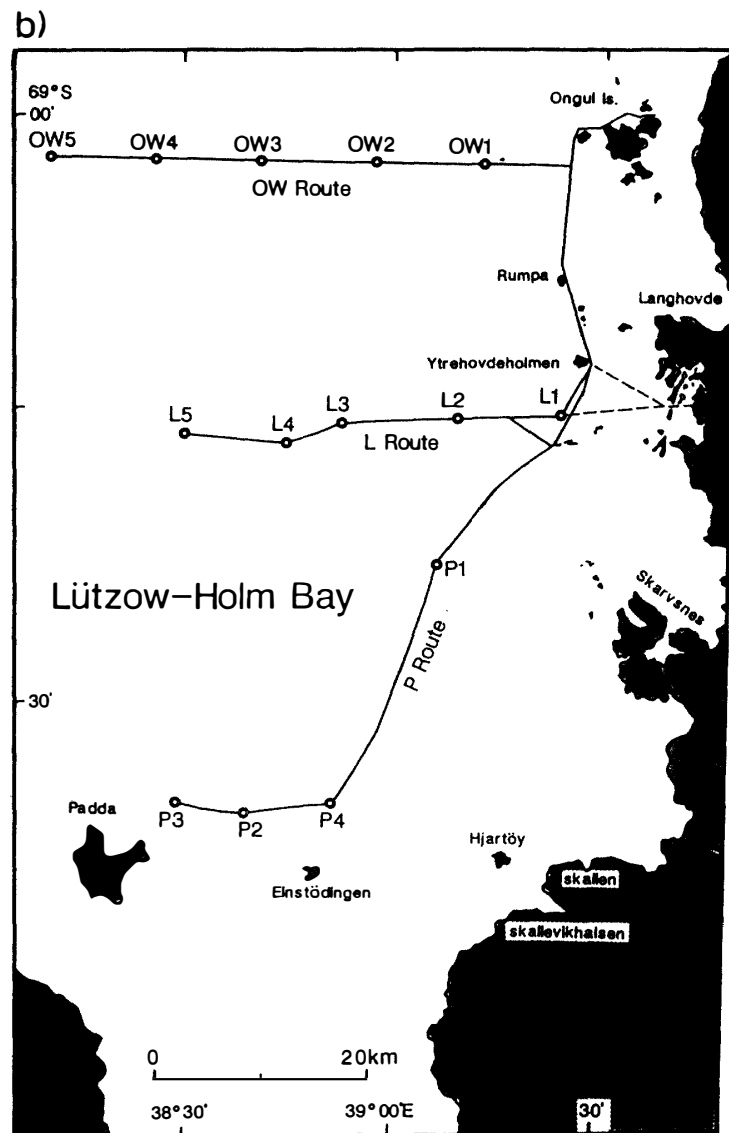 b)
69°S
00'
Ongul Is.
OW5
OW4
OW3
OW2
OW1
OW Route
Rumpa
Langhovde
Ytrehovdeholmen
L5
L4
L3
L2
L1
L Route
P1
Lützow-Holm Bay
Skarvsnes
P Route
30'
Padda
P3
P2
P4
Hjartöy
Einstödingen
skallen
skallevikhalsen
0
20km
38°30'
39°00'E
30'